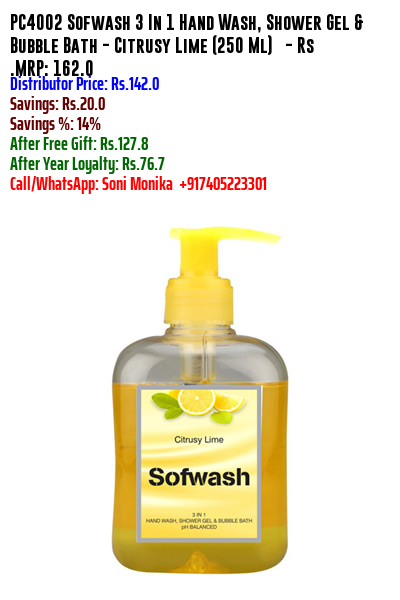 PC4002 Sofwash 3 In 1 Hand Wash, Shower Gel &
Bubble Bath - Citrusy Lime (250 Ml)   - Rs
.MRP: 162.0
Distributor Price: Rs.142.0
Savings: Rs.20.0
Savings %: 14%
After Free Gift: Rs.127.8
After Year Loyalty: Rs.76.7
Call/WhatsApp: Soni Monika  +917405223301
Citrusy Lime
Sofwash
3 IN 1
HAND WASH, SHOWER GEL & BUBBLE BATH
pH BALANCED